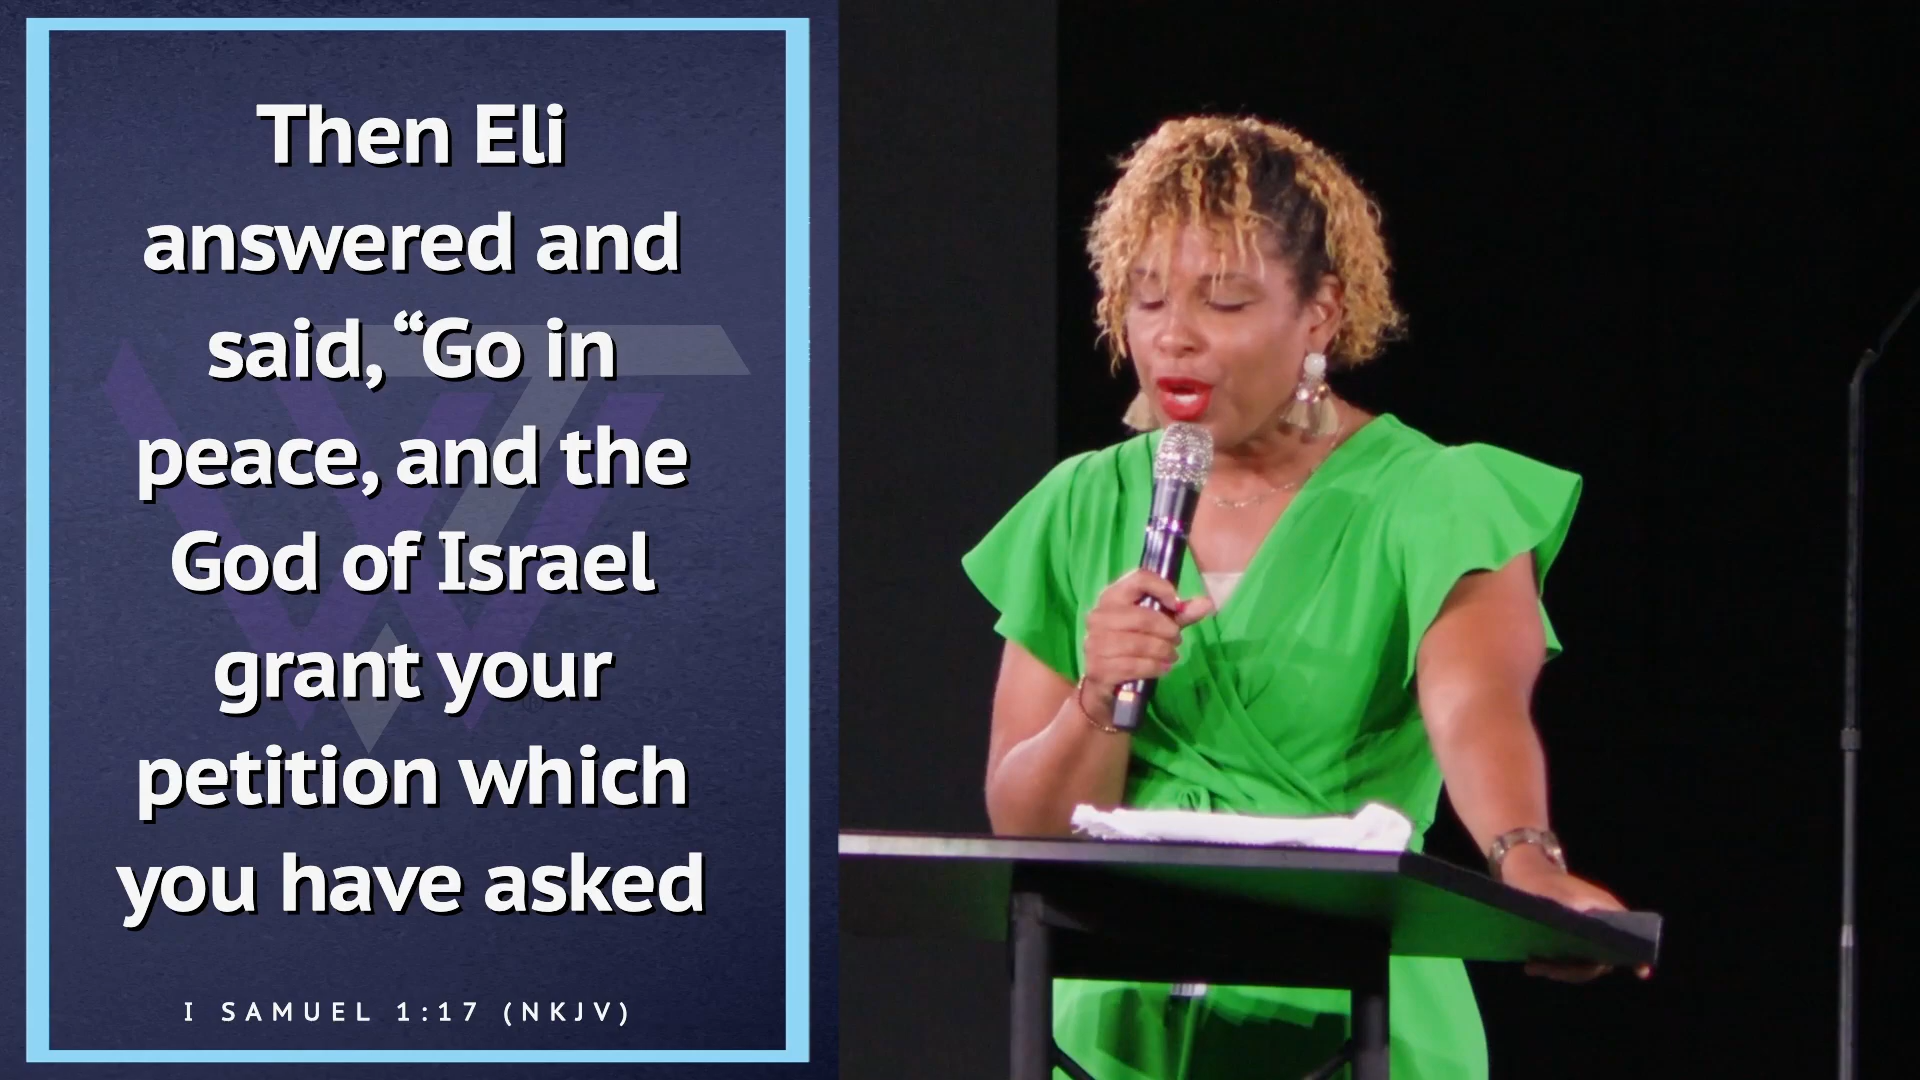 Then Eli
answered and
said, “Go in
peace, and the
God of Israel
grant your
petition which
you have asked
I SAMUEL 1:17 (NKJV)